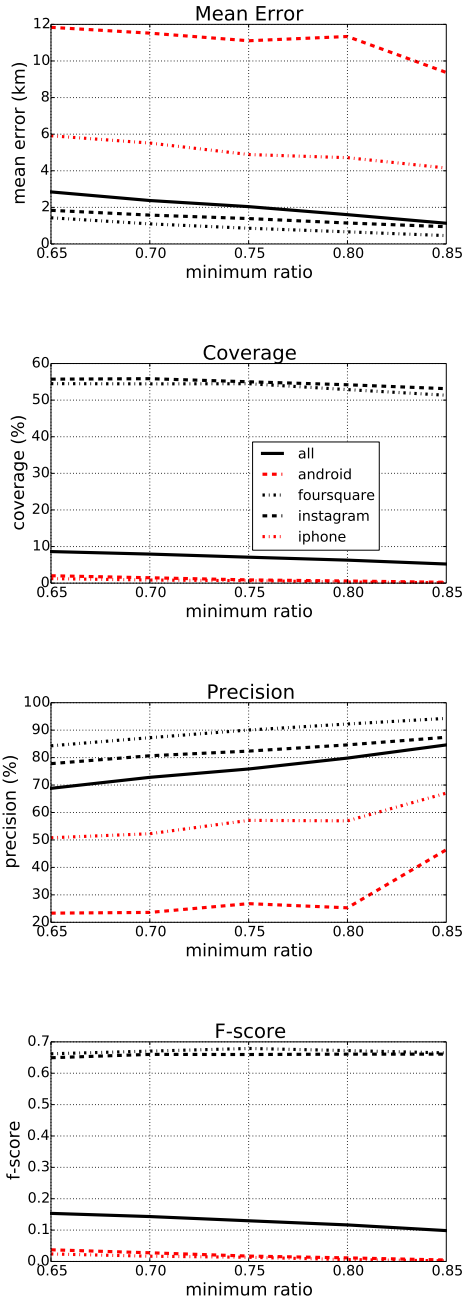 Mean Error
12
10
8
6
4
2
0
mean error (km)
0.65 0.70 0.75 0.80 0.85
minimum ratio
Coverage
60
50
40
30
20
10
0
coverage (%)
all
android
foursquare
instagram
iphone
0.65 0.70 0.75 0.80 0.85
minimum ratio
Precision
100
90
80
70
60
50
40
30
20
precision (%)
0.65 0.70 0.75 0.80 0.85
minimum ratio
F-score
0.7
0.6
0.5
0.4
0.3
0.2
0.1
0.0
f-score
0.65 0.70 0.75 0.80 0.85
minimum ratio